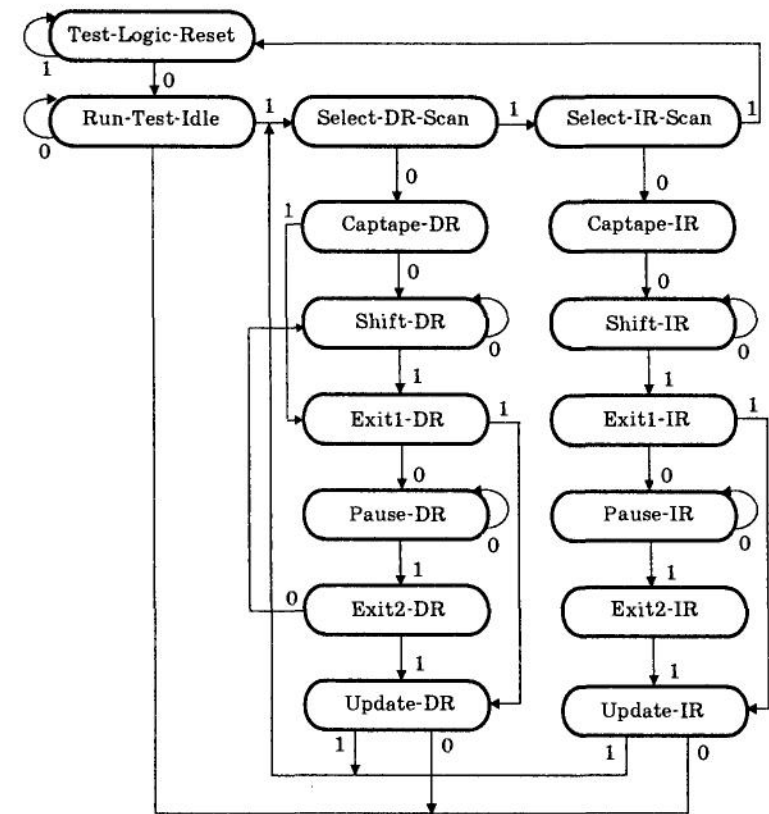 Test-Logic-Reset
1
0
Run-Test-Idle
1
Select-DR-Scan
1
Select-IR-Scan
1
0
0
0
1
Captape-DR
Captape-IR
0
0
Shift-DR
Shift-IR
0
0
1
1
Exit1-DR
1
Exit1-IR
1
0
0
Pause-DR
Pause-IR
0
0
1
1
0
Exit2-DR
Exit2-IR
1
1
Update-DR
Update-IR
1
0
1
0